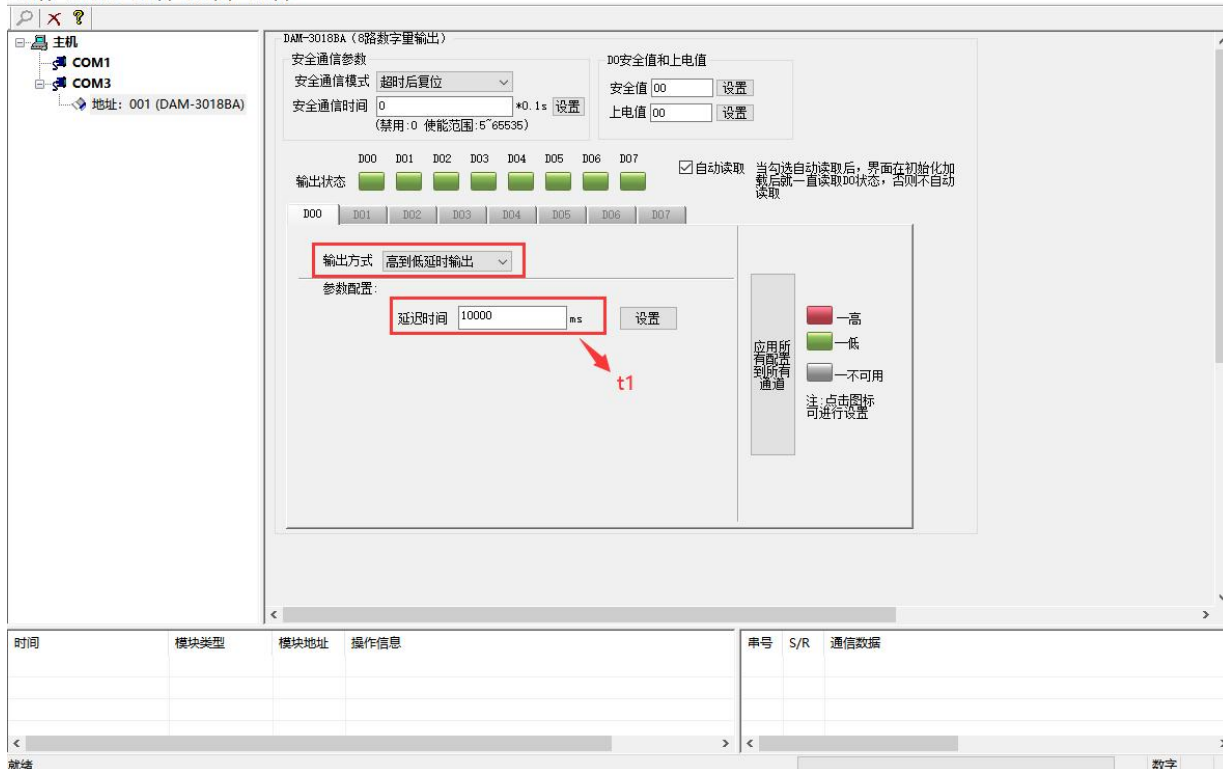 主机
COM1
COM3
地址：001 (DAM-3018BA)
DAM-3018BA（8路数字里输出）
安全通信参数
安全通信模式 超时后复位
安全通信时间 0 *0.1s 设置
(禁用:0 使能范围:5~65535)
DO安全值和上电值
安全值 00 设置
上电值 00 设置
DO0 DO1 DO2 DO3 DO4 DO5 DO6 DO7
输出状态
自动读取
当勾选自动读取后，界面在初始化加
载后就一直读取DO状态，否则不自动
读取
DO0 DO1 DO2 DO3 DO4 DO5 DO6 DO7
输出方式 高到低延时输出
参数配置:
延迟时间 10000 ms 设置
t1
应用所
有配置
到所有
通道
—高
—低
—不可用
注:点击图标
可进行设置
时间 模块类型 模块地址 操作信息
串号 S/R 通信数据
就绪
数字